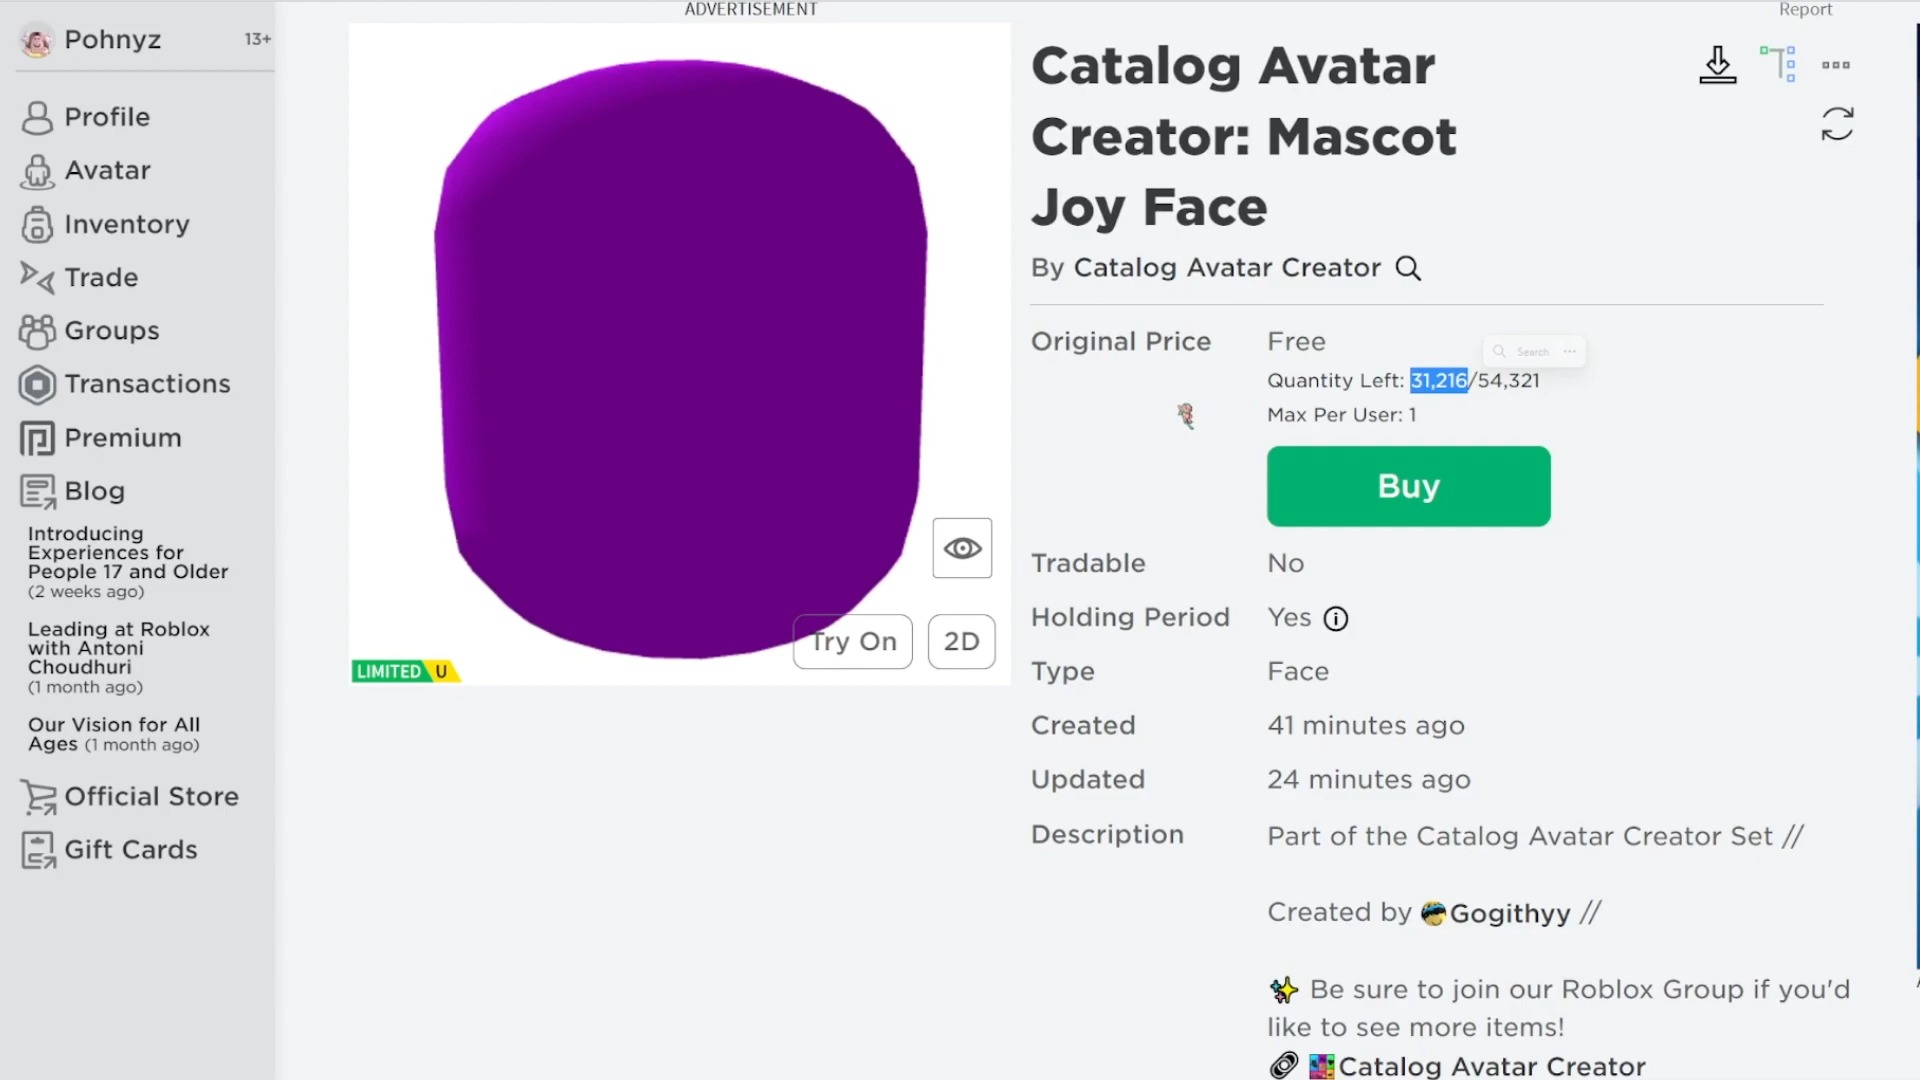 ADVERTISEMENT
Report
Pohnyz
13+
Profile
Avatar
Inventory
Trade
Groups
Transactions
Premium
Blog
Introducing
Experiences for
People 17 and Older
(2 weeks ago)
Leading at Roblox
with Antoni
Choudhuri
(1 month ago)
Our Vision for All
Ages (1 month ago)
Official Store
Gift Cards
LIMITED U
Try On
2D
Catalog Avatar
Creator: Mascot
Joy Face
By Catalog Avatar Creator
Original Price
Free
Search
Quantity Left: 31,216/54,321
Max Per User: 1
Buy
Tradable
No
Holding Period
Yes
Type
Face
Created
41 minutes ago
Updated
24 minutes ago
Description
Part of the Catalog Avatar Creator Set //
Created by Gogithyy //
✨ Be sure to join our Roblox Group if you'd
like to see more items!
Catalog Avatar Creator